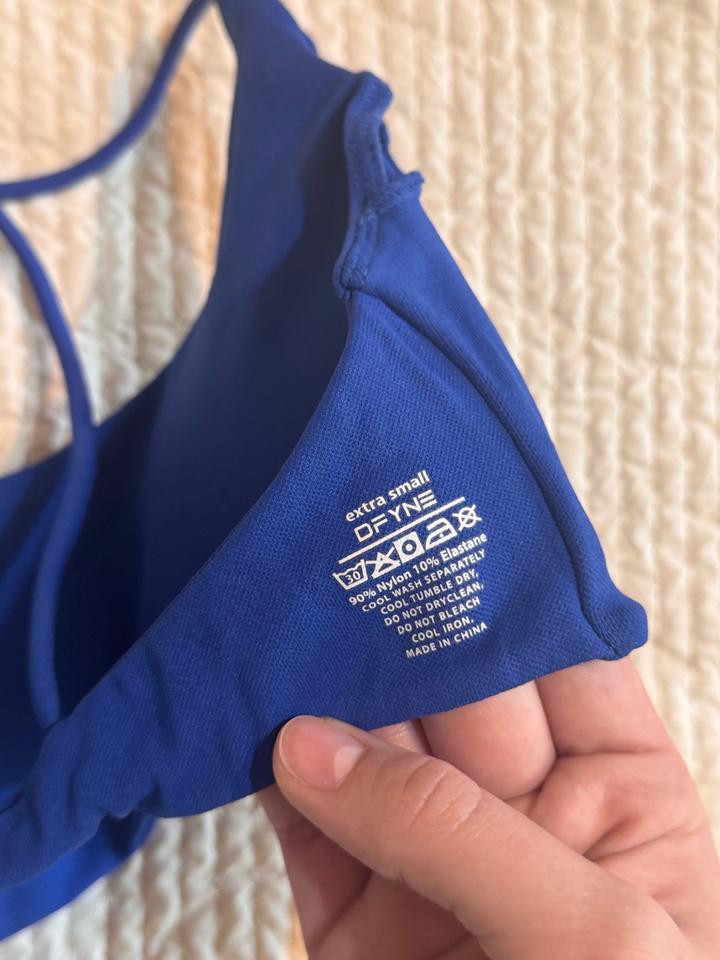 extra small
DFYNE
30
90% Nylon 10% Elastane
COOL WASH SEPARATELY
COOL TUMBLE DRY,
DO NOT DRYCLEAN,
DO NOT BLEACH
COOL IRON.
MADE IN CHINA